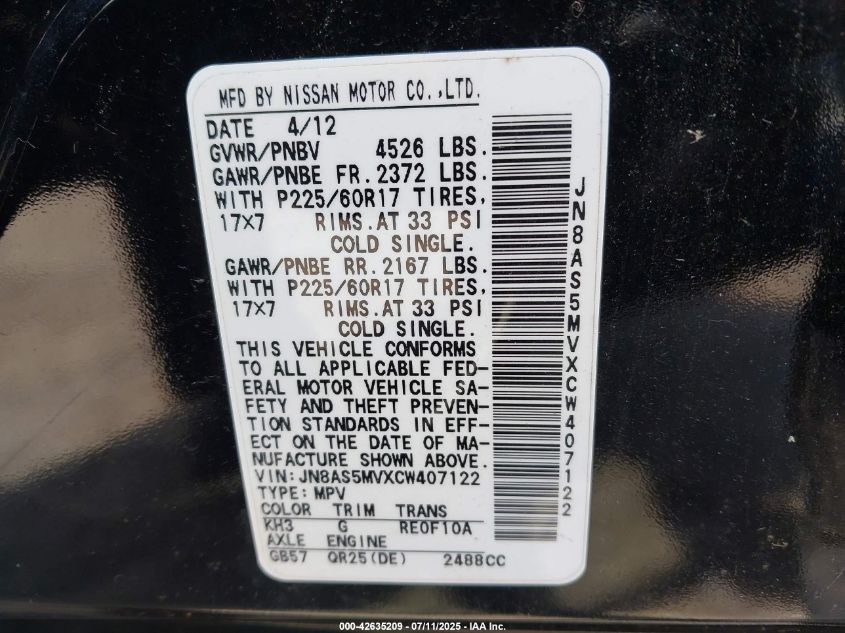 MFD BY NISSAN MOTOR CO.,LTD.
DATE 4/12
GVWR/PNBV 4526 LBS.
GAWR/PNBE FR.2372 LBS.
WITH P225/60R17 TIRES,
17X7 RIMS.AT 33 PSI
COLD SINGLE.
GAWR/PNBE RR.2167 LBS.
WITH P225/60R17 TIRES,
17X7 RIMS.AT 33 PSI
COLD SINGLE.
THIS VEHICLE CONFORMS
TO ALL APPLICABLE FED-
ERAL MOTOR VEHICLE SA-
FETY AND THEFT PREVEN-
TION STANDARDS IN EFF-
ECT ON THE DATE OF MA-
NUFACTURE SHOWN ABOVE.
VIN:JN8AS5MVXCW407122
TYPE:MPV
COLOR TRIM TRANS
KH3 G RE0F10A
AXLE ENGINE
GB57 QR25(DE) 2488CC
JN8AS5MVXCW407122
000-42635209 - 07/11/2025 - IAA Inc.